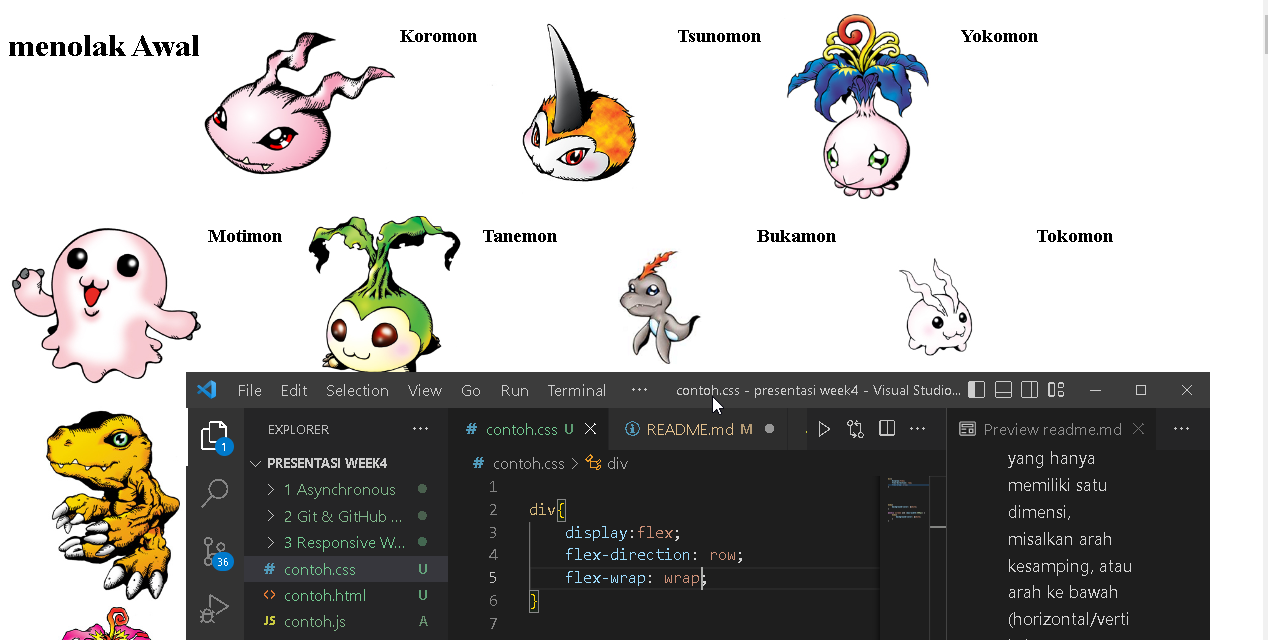 menolak Awal
Koromon
Tsunomon
Yokomon
Motimon
Tanemon
Bukamon
Tokomon
File Edit Selection View Go Run Terminal ··· contoh.css - presentasi week4 - Visual Studio...
EXPLORER ···
# contoh.css U
README.md M
Preview readme.md
···
PRESENTASI WEEK4
1 Asynchronous
2 Git & GitHub ...
3 Responsive W...
# contoh.css U
<> contoh.html U
JS contoh.js A
1
36
# contoh.css > div
1
2 div{
3 display:flex;
4 flex-direction: row;
5 flex-wrap: wrap;
6 }
7
yang hanya
memiliki satu
dimensi,
misalkan arah
kesamping, atau
arah ke bawah
(horizontal/verti